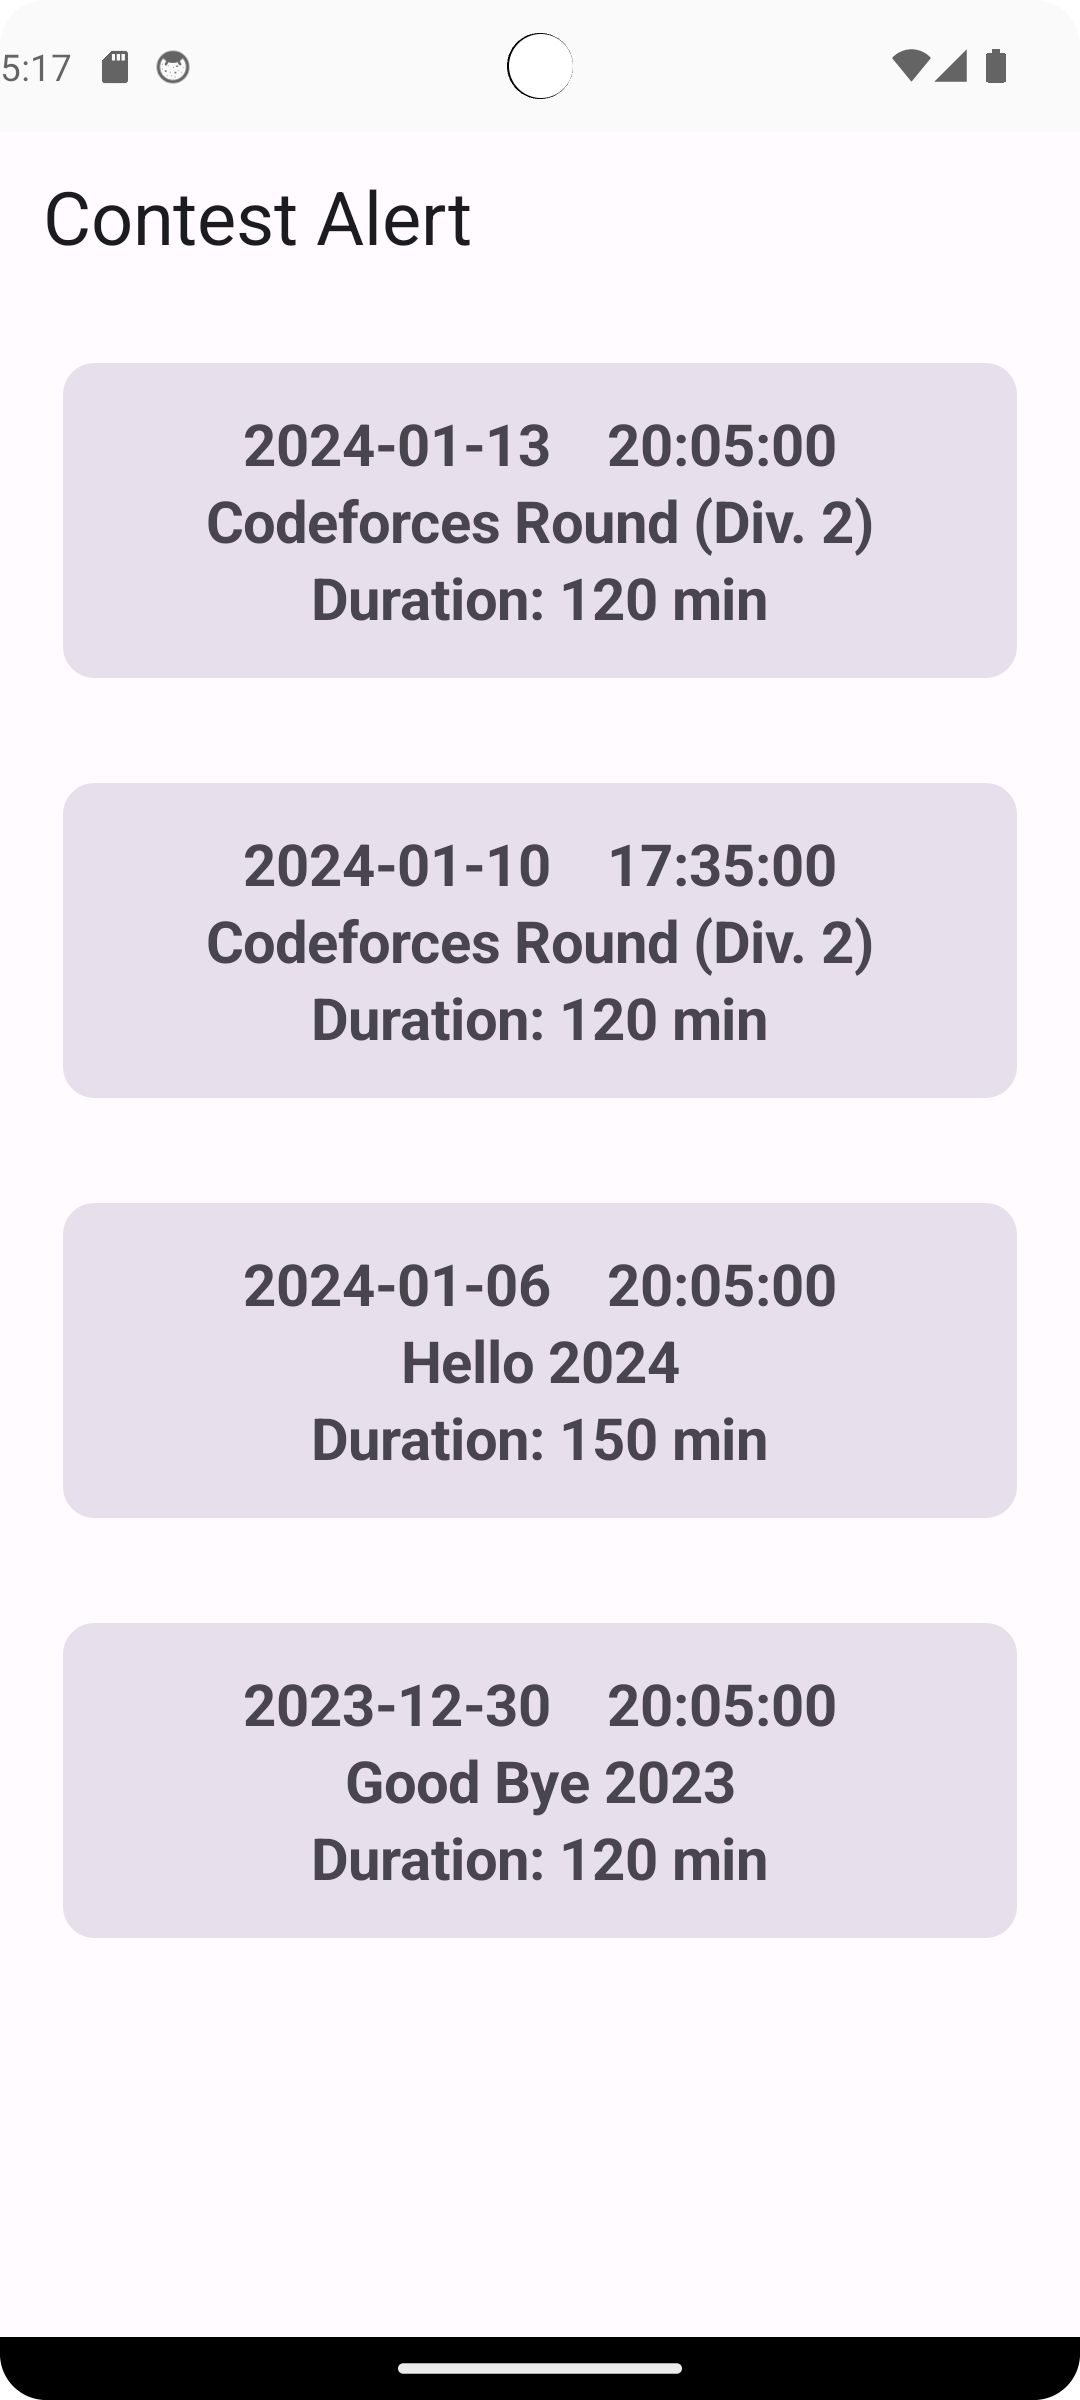 5:17
Contest Alert
2024-01-13 20:05:00
Codeforces Round (Div. 2)
Duration: 120 min
2024-01-10 17:35:00
Codeforces Round (Div. 2)
Duration: 120 min
2024-01-06 20:05:00
Hello 2024
Duration: 150 min
2023-12-30 20:05:00
Good Bye 2023
Duration: 120 min